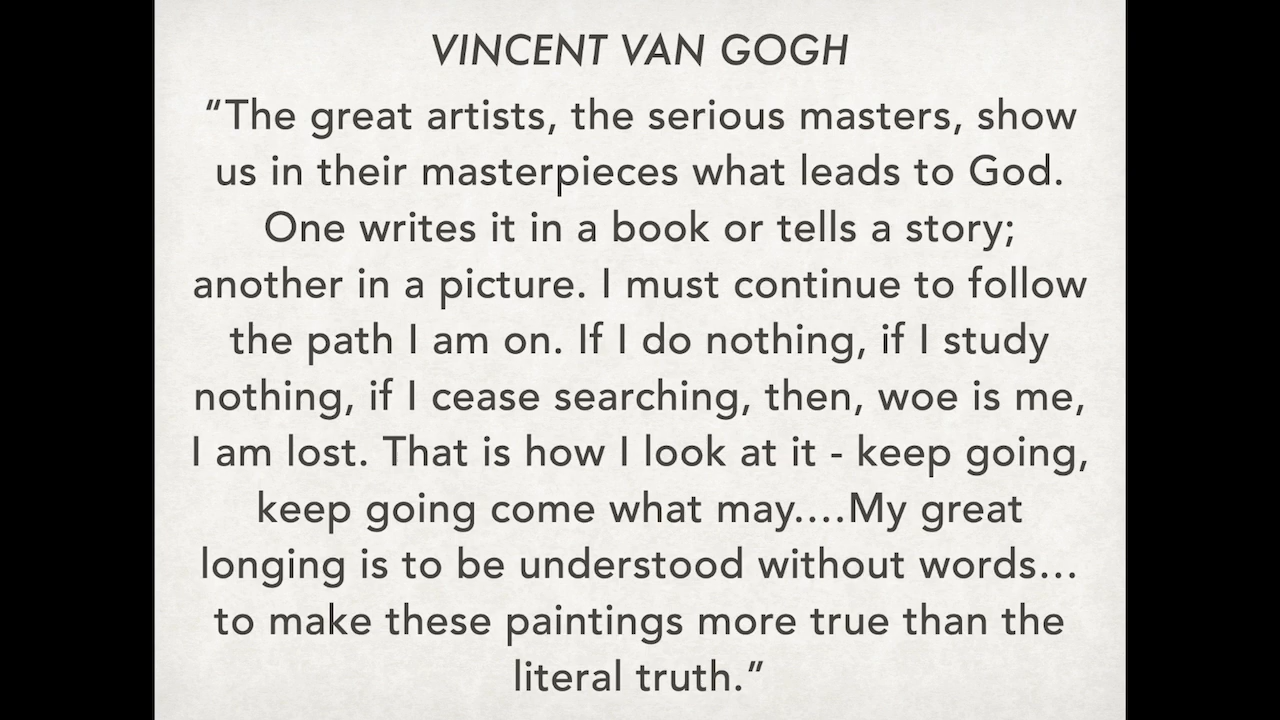 VINCENT VAN GOGH
“The great artists, the serious masters, show
us in their masterpieces what leads to God.
One writes it in a book or tells a story;
another in a picture. I must continue to follow
the path I am on. If I do nothing, if I study
nothing, if I cease searching, then, woe is me,
I am lost. That is how I look at it - keep going,
keep going come what may....My great
longing is to be understood without words...
to make these paintings more true than the
literal truth.”